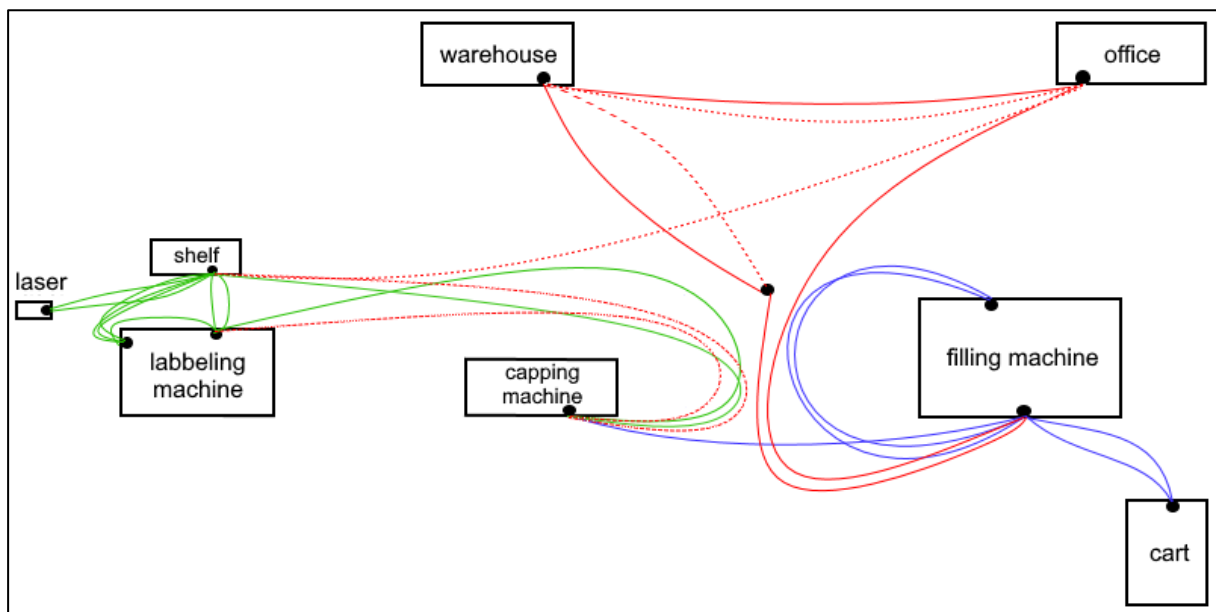 warehouse
office
shelf
laser
labbeling
machine
capping
machine
filling machine
cart